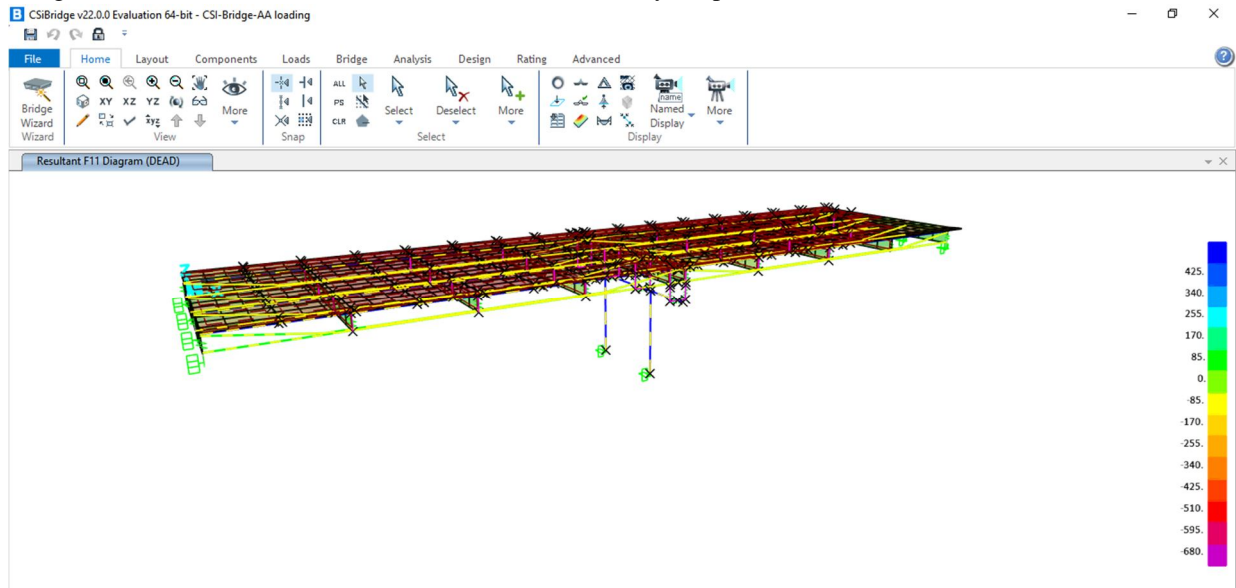 B CSiBridge v22.0.0 Evaluation 64-bit - CSI-Bridge-AA loading
File Home Layout Components Loads Bridge Analysis Design Rating Advanced
ALL
XY XZ YZ More PS Select Deselect More Named Display More
Bridge Wizard CLR
Wizard View Snap Select Display
Resultant F11 Diagram (DEAD)
425.
340.
255.
170.
85.
0.
-85.
-170.
-255.
-340.
-425.
-510.
-595.
-680.